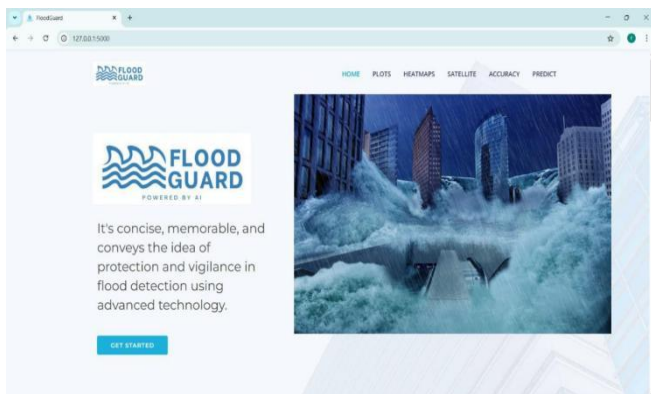 FloodGuard
127.0.0.1:5000
FLOOD
GUARD
HOME PLOTS HEATMAPS SATELLITE ACCURACY PREDICT
FLOOD
GUARD
POWERED BY AI
It's concise, memorable, and
conveys the idea of
protection and vigilance in
flood detection using
advanced technology.
GET STARTED